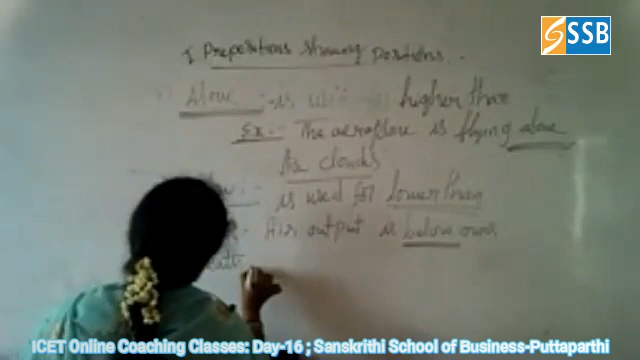 SSB
I Prepositions showing positions.
Above :- is used higher than
Ex:- The aeroplane is flying above
the clouds
is used for lower than
His output is below ours
ICET Online Coaching Classes: Day-16 ; Sanskrithi School of Business-Puttaparthi